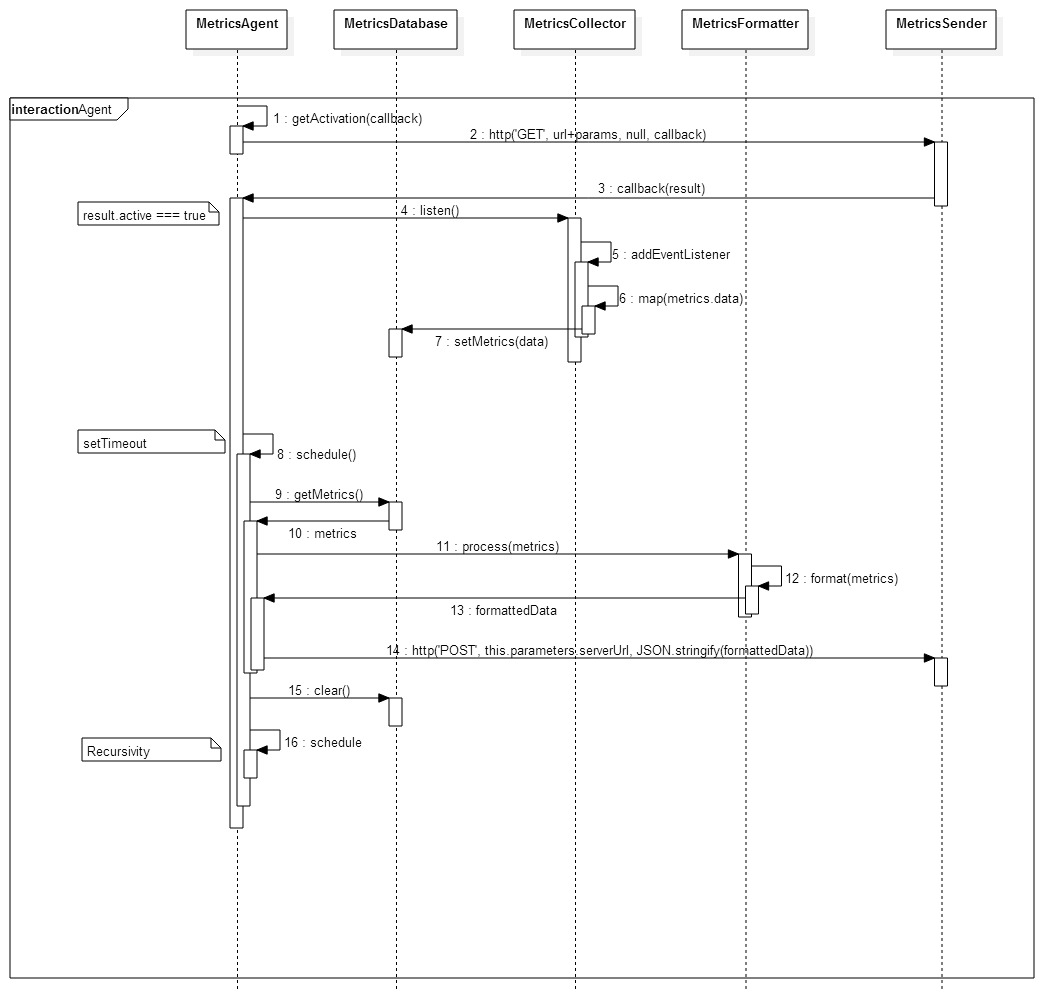 MetricsAgent
MetricsDatabase
MetricsCollector
MetricsFormatter
MetricsSender
interactionAgent
1 : getActivation(callback)
2 : http('GET', url+params, null, callback)
3 : callback(result)
result.active === true
4 : listen()
5 : addEventListener
6 : map(metrics.data)
7 : setMetrics(data)
setTimeout
8 : schedule()
9 : getMetrics()
10 : metrics
11 : process(metrics)
12 : format(metrics)
13 : formattedData
14 : http('POST', this.parameters.serverUrl, JSON.stringify(formattedData))
15 : clear()
16 : schedule
Recursivity